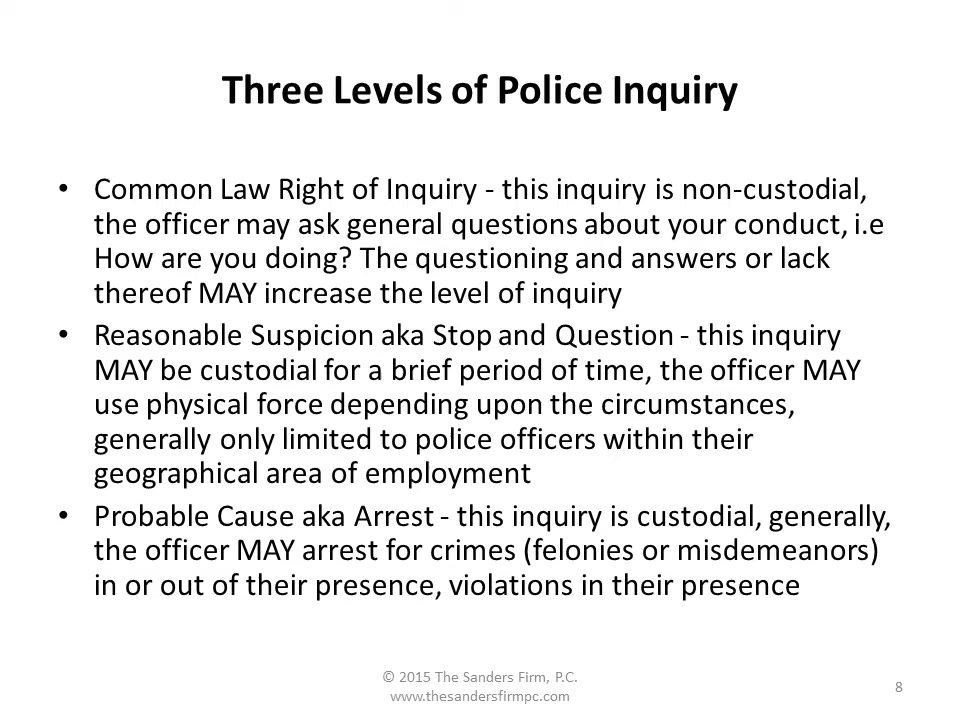 Three Levels of Police Inquiry
• Common Law Right of Inquiry - this inquiry is non-custodial,
the officer may ask general questions about your conduct, i.e
How are you doing? The questioning and answers or lack
thereof MAY increase the level of inquiry
• Reasonable Suspicion aka Stop and Question - this inquiry
MAY be custodial for a brief period of time, the officer MAY
use physical force depending upon the circumstances,
generally only limited to police officers within their
geographical area of employment
• Probable Cause aka Arrest - this inquiry is custodial, generally,
the officer MAY arrest for crimes (felonies or misdemeanors)
in or out of their presence, violations in their presence
© 2015 The Sanders Firm, P.C.
www.thesandersfirmpc.com
8